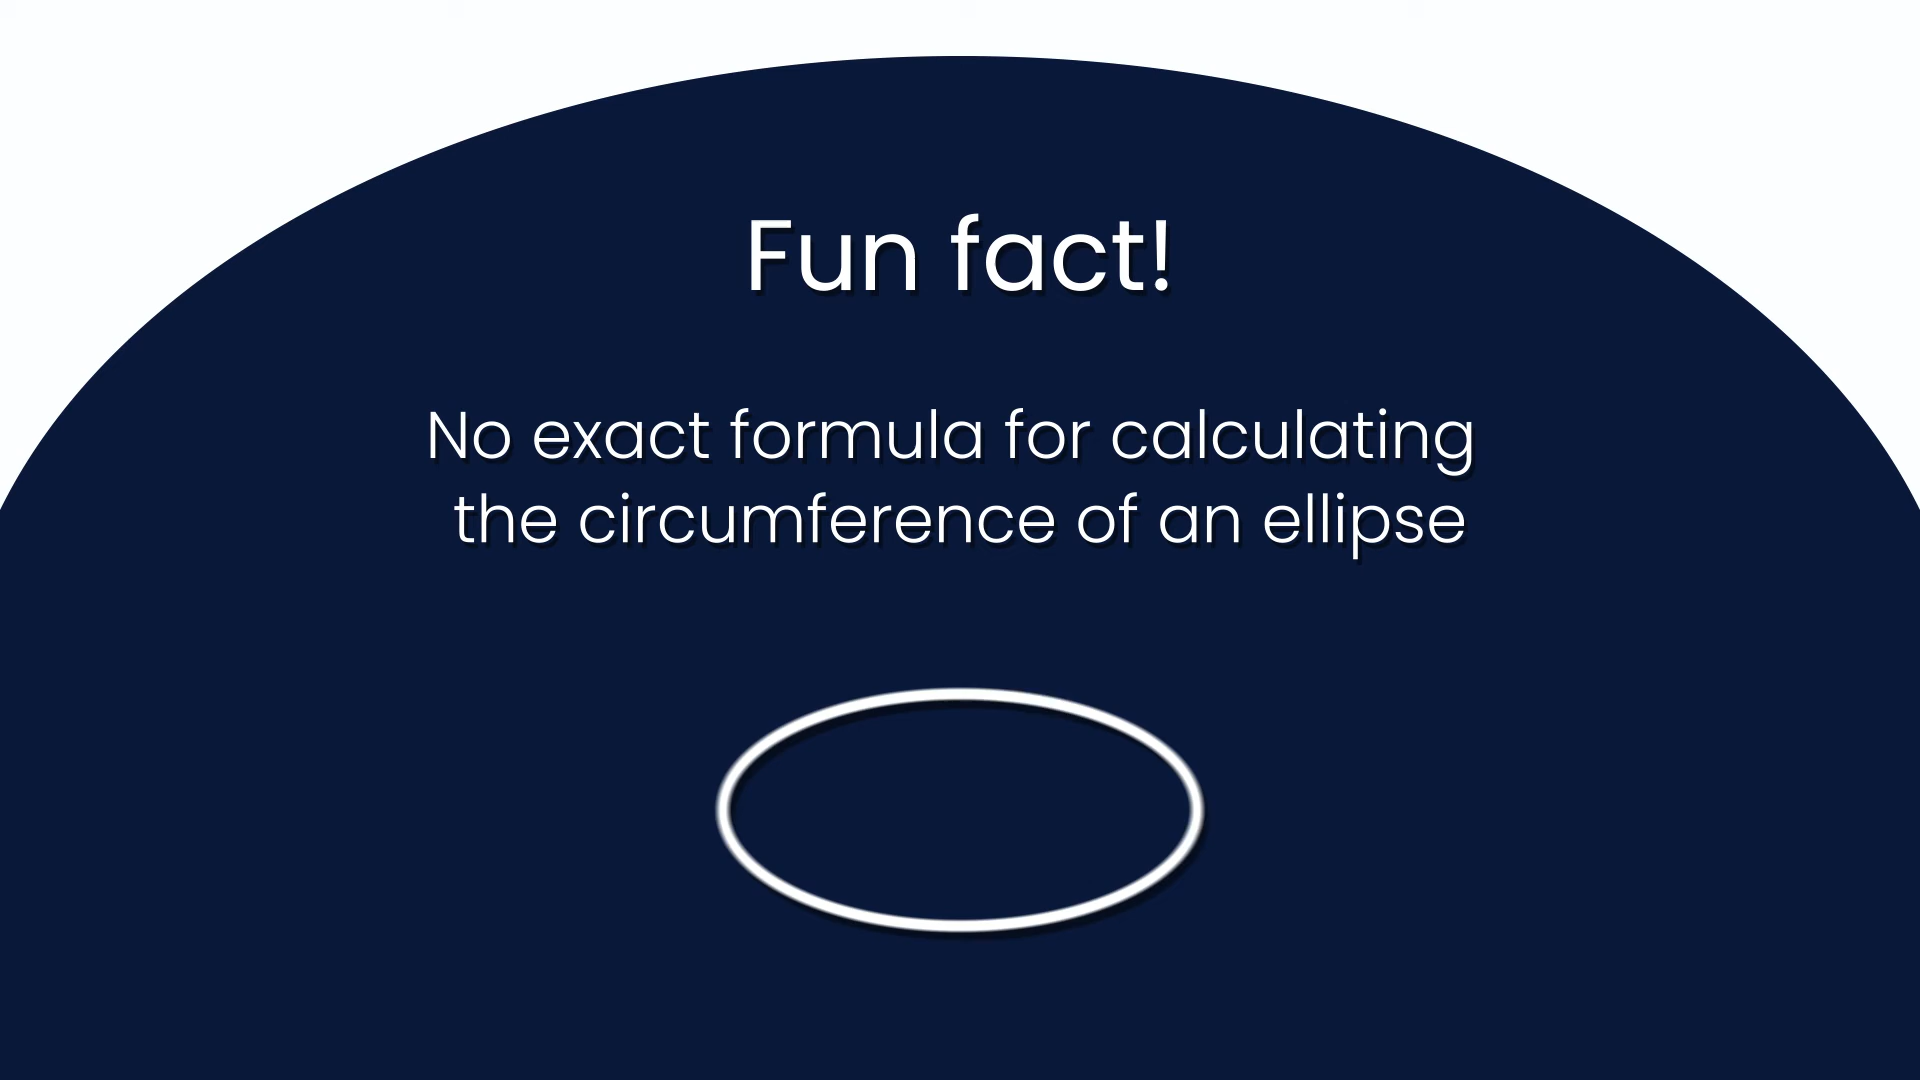 Fun fact!
No exact formula for calculating
the circumference of an ellipse